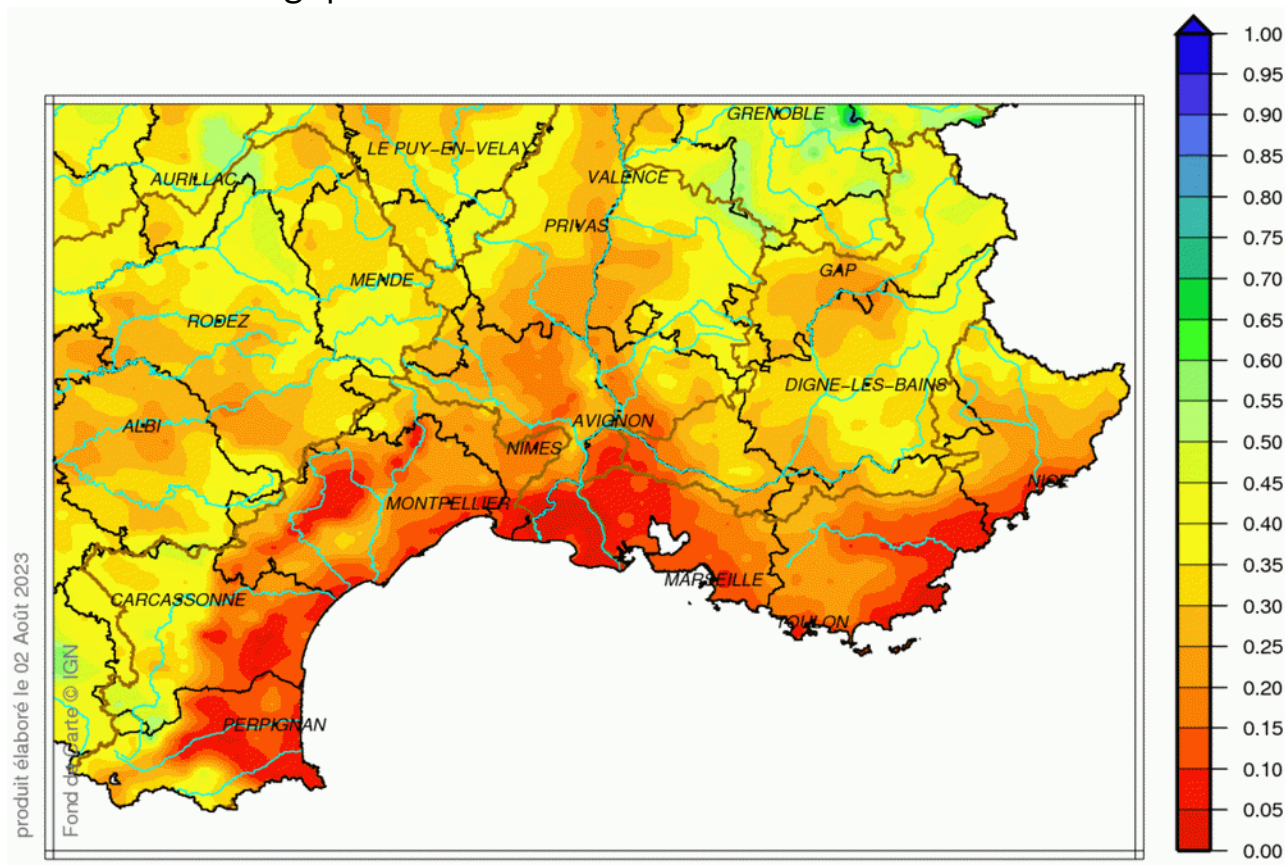 GRENOBLE
LE PUY-EN-VELAY
AURILLAC
VALENCE
PRIVAS
GAP
MENDE
RODEZ
DIGNE-LES-BAINS
ALBI
AVIGNON
NIMES
NICE
MONTPELLIER
MARSEILLE
CARCASSONNE
TOULON
PERPIGNAN
1.00
0.95
0.90
0.85
0.80
0.75
0.70
0.65
0.60
0.55
0.50
0.45
0.40
0.35
0.30
0.25
0.20
0.15
0.10
0.05
0.00
produit élaboré le 02 Août 2023
Fond de carte © IGN